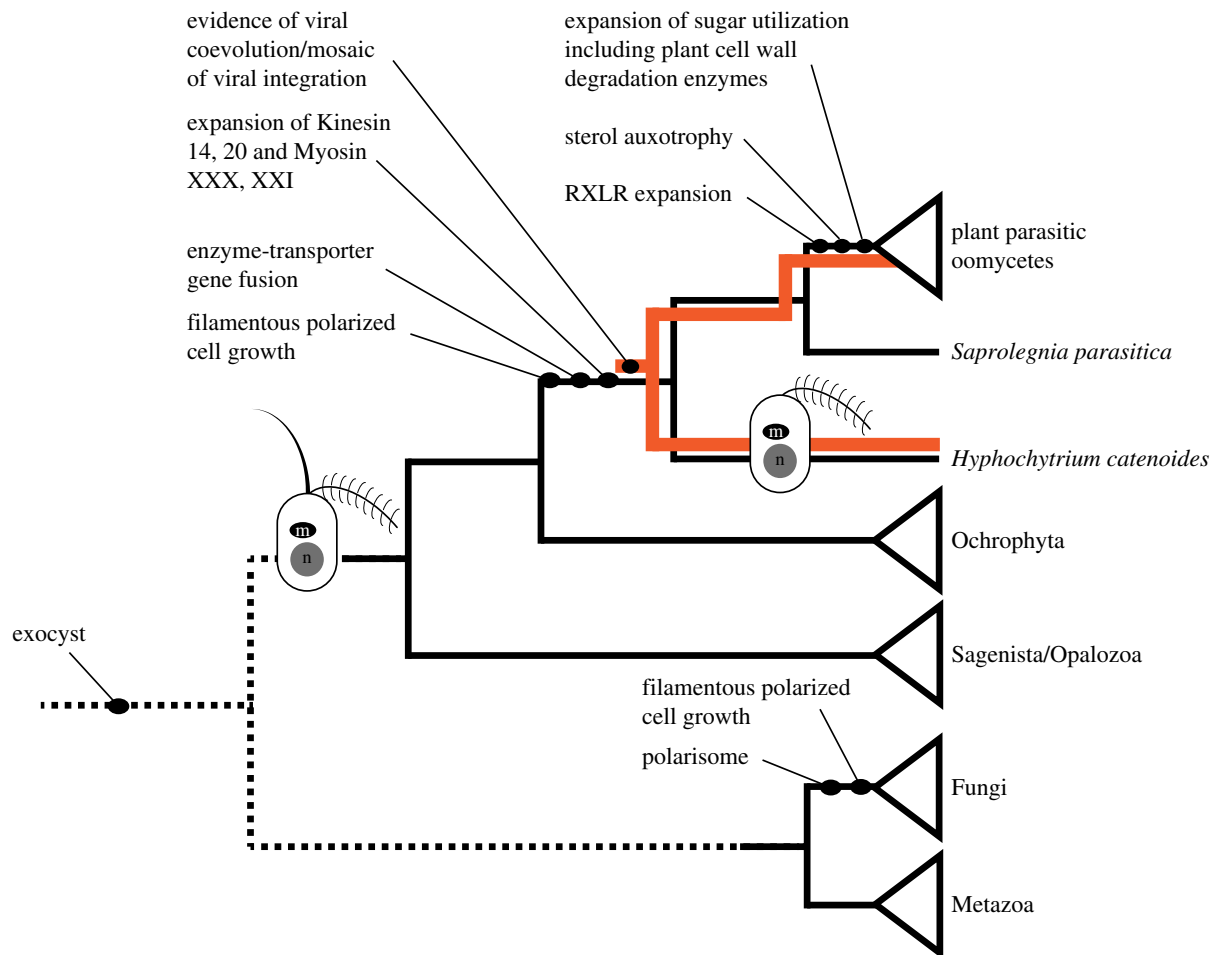 evidence of viral
coevolution/mosaic
of viral integration
expansion of sugar utilization
including plant cell wall
degradation enzymes
expansion of Kinesin
14, 20 and Myosin
XXX, XXI
sterol auxotrophy
RXLR expansion
plant parasitic
oomycetes
enzyme-transporter
gene fusion
filamentous polarized
cell growth
Saprolegnia parasitica
m
n
Hyphochytrium catenoides
m
n
Ochrophyta
exocyst
Sagenista/Opalozoa
filamentous polarized
cell growth
polarisome
Fungi
Metazoa